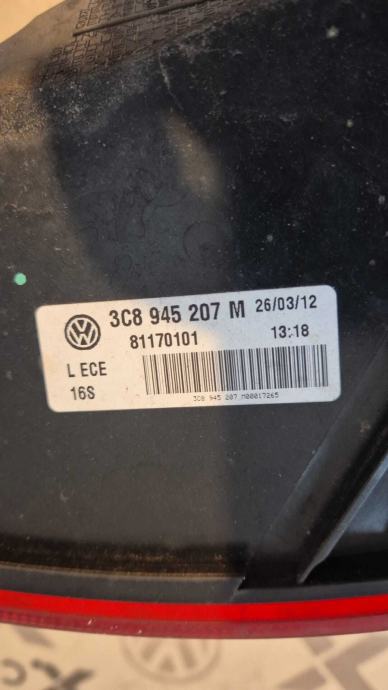 3C8 945 207 M 26/03/12
81170101 13:18
L ECE
16S
3C8 945 207 M00017265